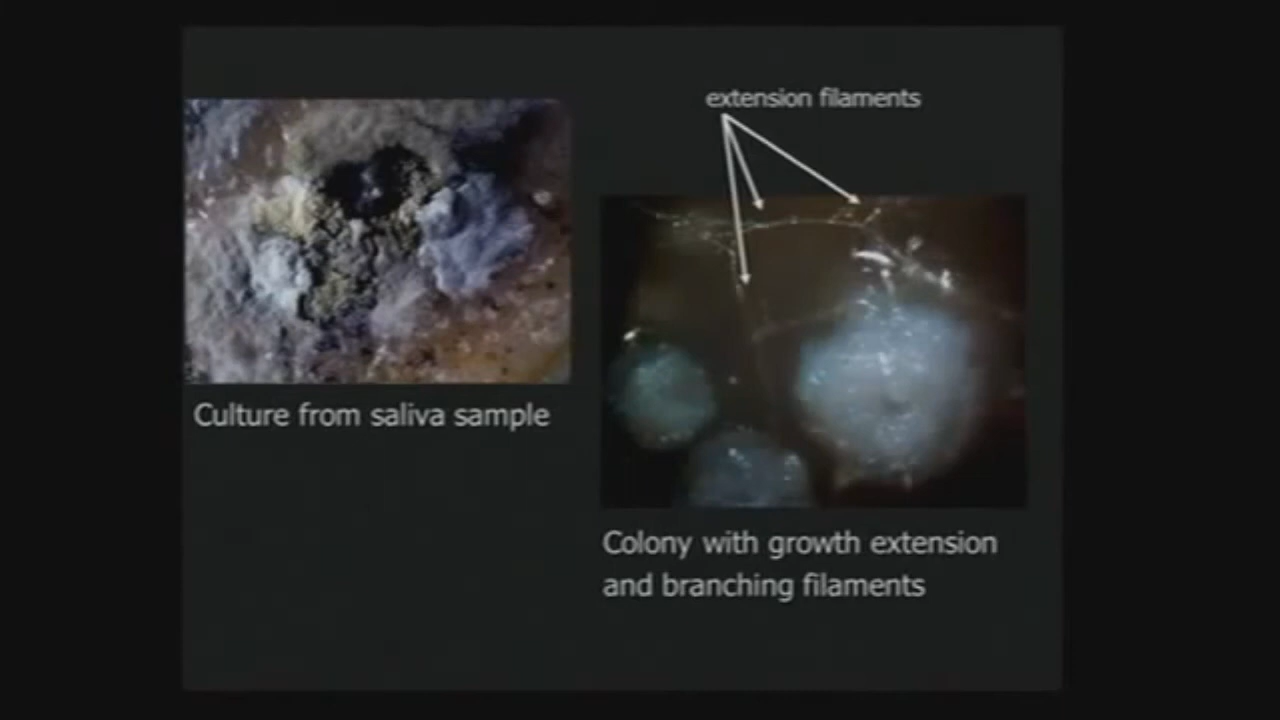 extension filaments
Culture from saliva sample
Colony with growth extension
and branching filaments